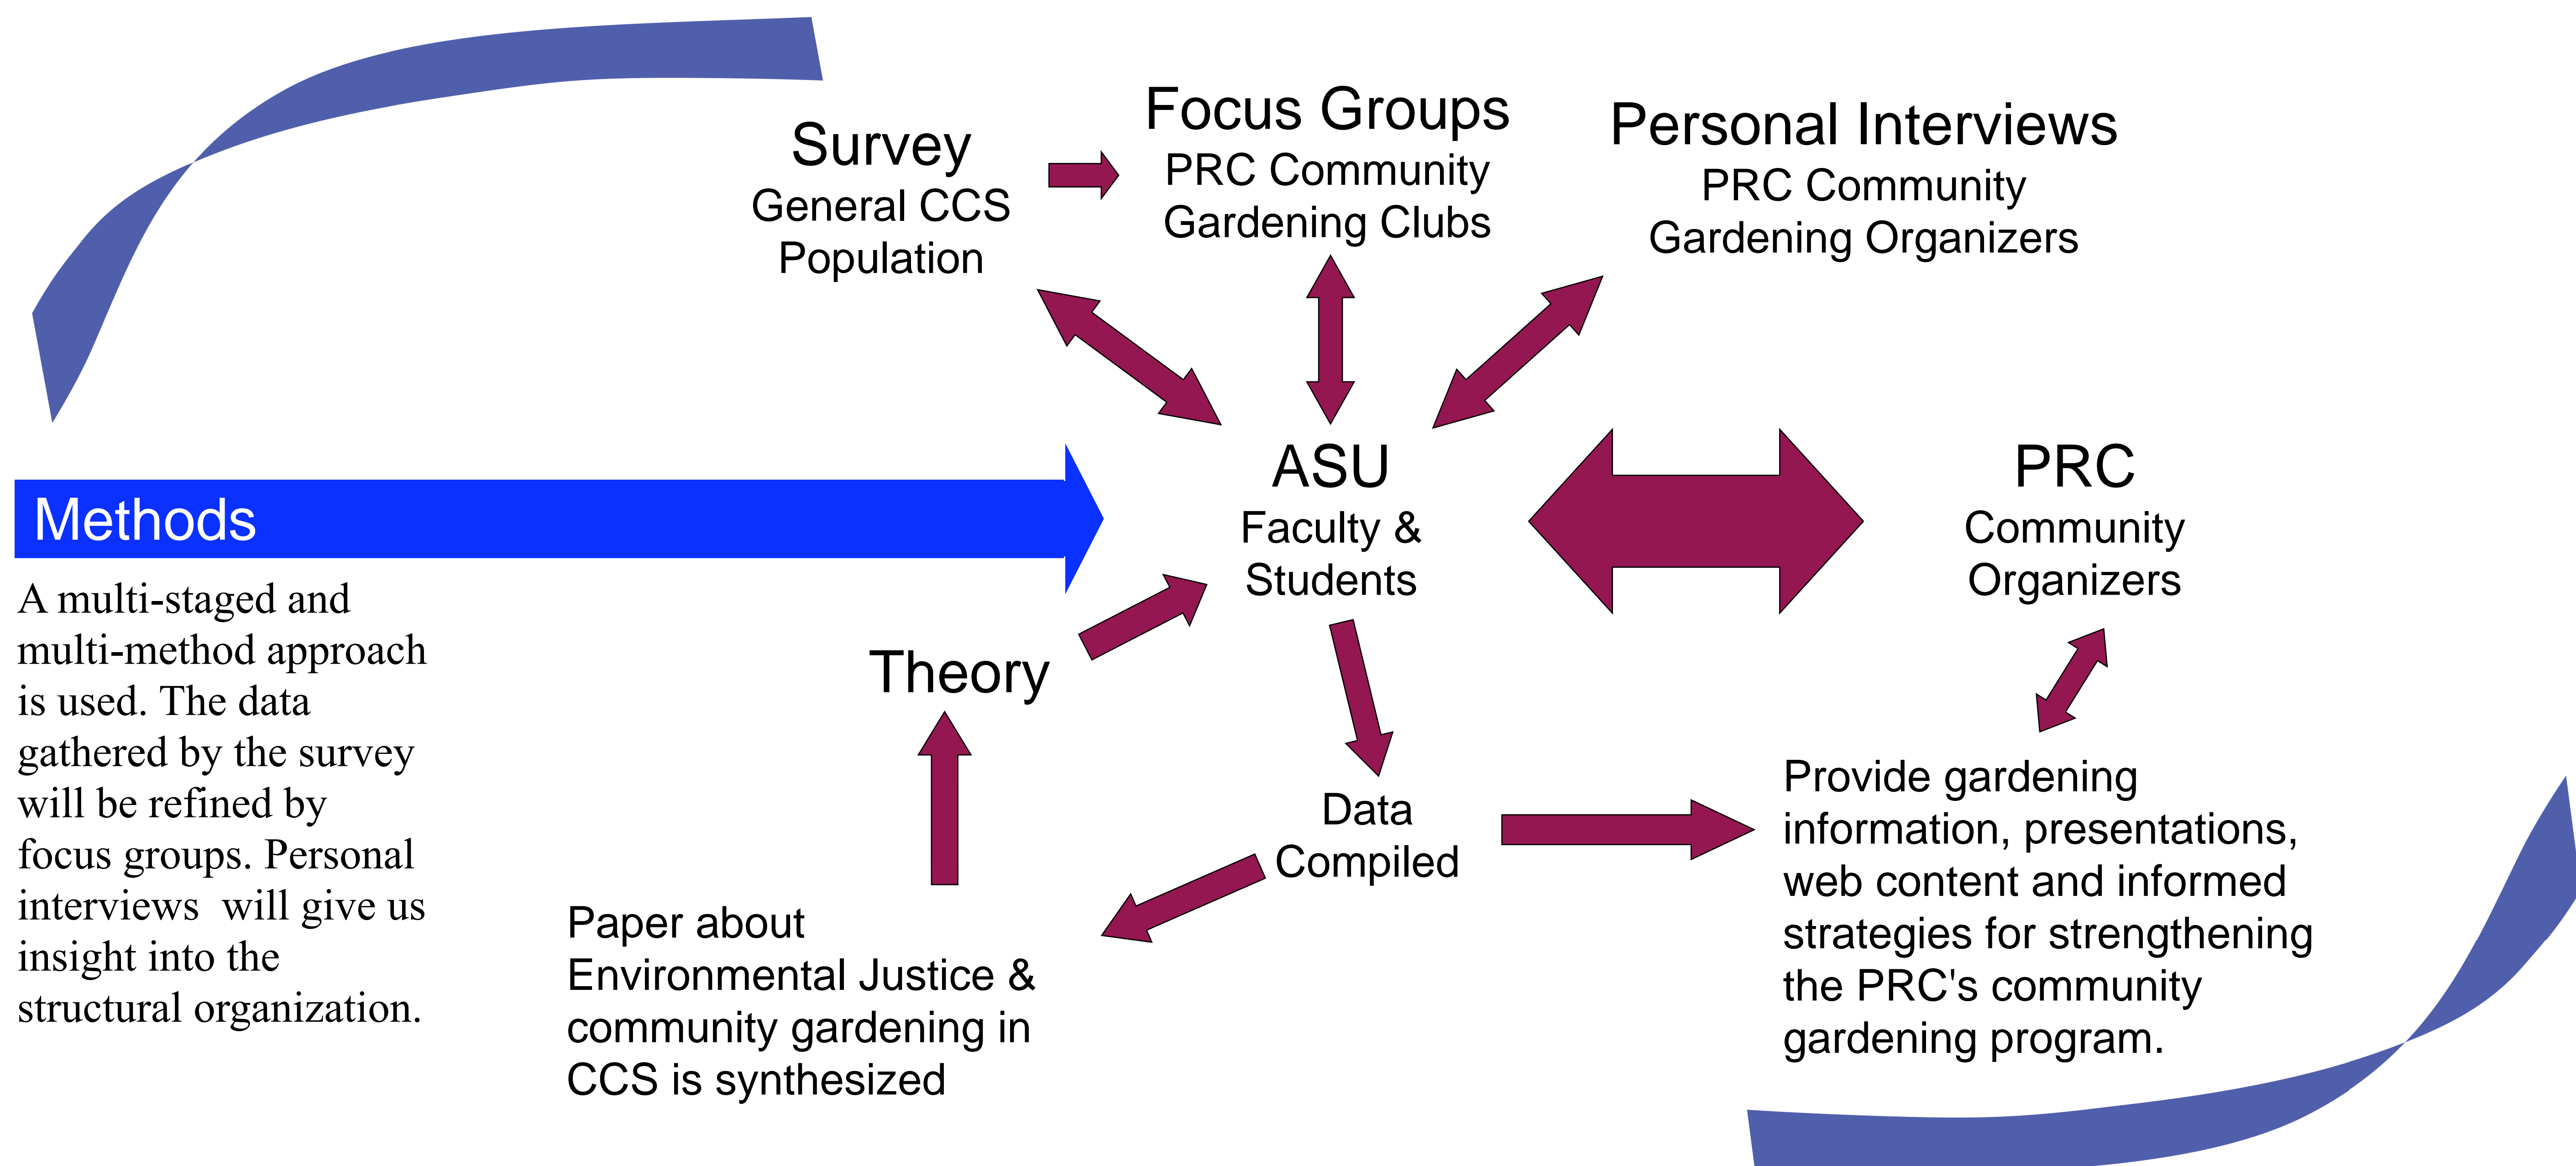 Survey
General CCS
Population
Focus Groups
PRC Community
Gardening Clubs
Personal Interviews
PRC Community
Gardening Organizers
Methods
A multi-staged and
multi-method approach
is used. The data
gathered by the survey
will be refined by
focus groups. Personal
interviews  will give us
insight into the
structural organization.
ASU
Faculty &
Students
PRC
Community
Organizers
Theory
Data
Compiled
Paper about
Environmental Justice &
community gardening in
CCS is synthesized
Provide gardening
information, presentations,
web content and informed
strategies for strengthening
the PRC's community
gardening program.